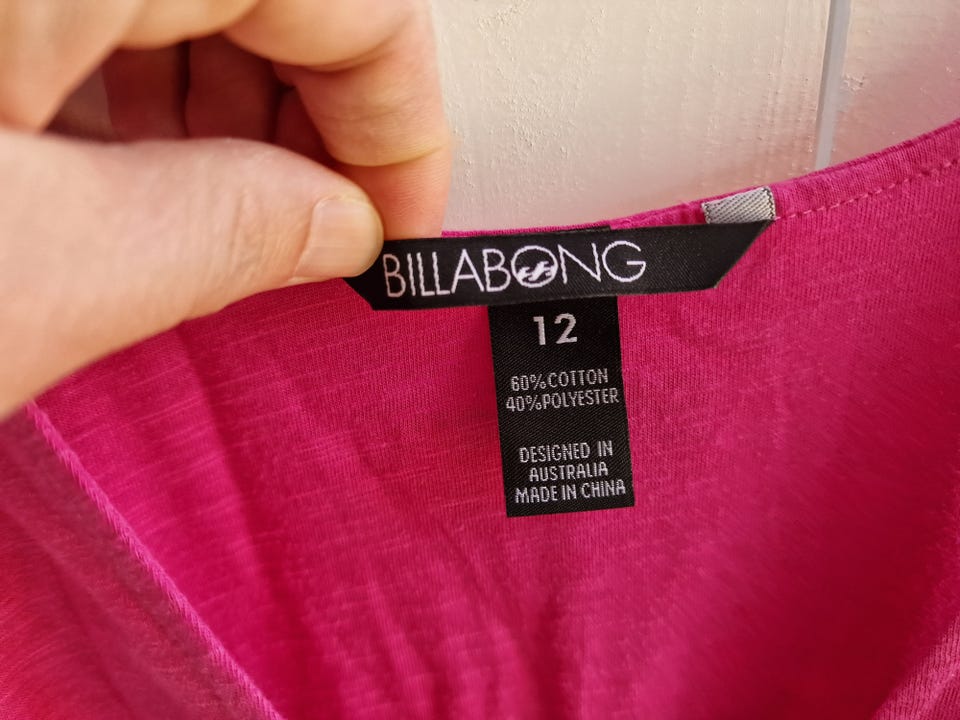 BILLABONG
12
60%COTTON
40%POLYESTER
DESIGNED IN
AUSTRALIA
MADE IN CHINA